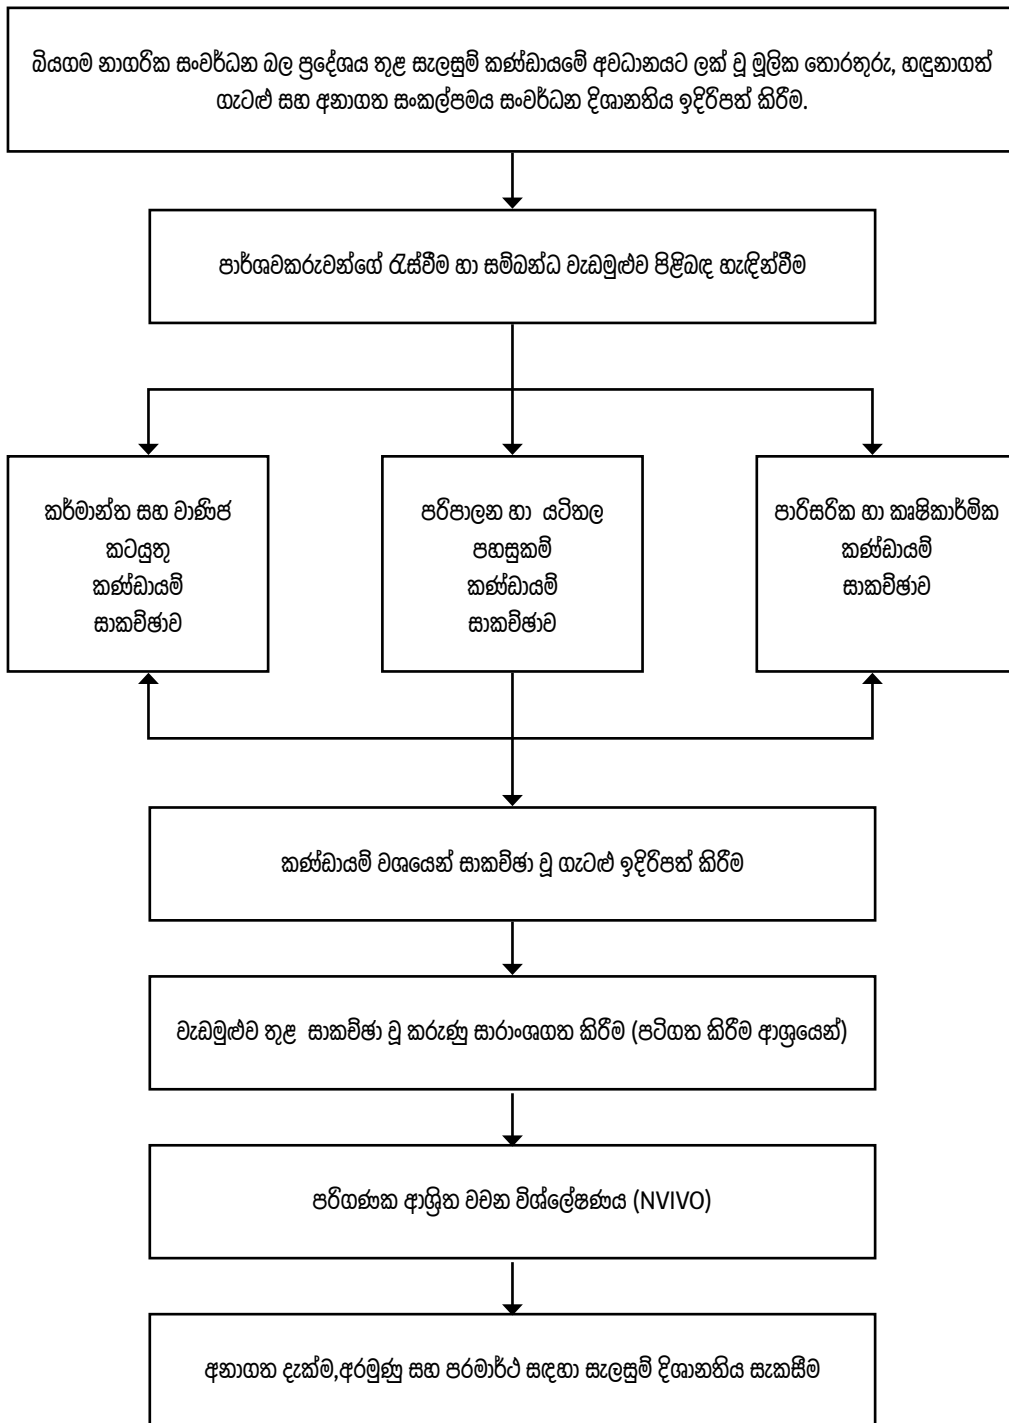 බියගම නාගරික සංවර්ධන බල ප්‍රදේශය තුළ සැලසුම් කණ්ඩායමේ අවධානයට ලක් වූ මූලික තොරතුරු, හඳුනාගත්
ගැටළු සහ අනාගත සංකල්පමය සංවර්ධන දිශානතිය ඉදිරිපත් කිරීම.
පාර්ශවකරුවන්ගේ රැස්වීම හා සම්බන්ධ වැඩමුළුව පිළිබඳ හැඳින්වීම
කර්මාන්ත සහ වාණිජ
කටයුතු
කණ්ඩායම්
සාකච්ඡාව
පරිපාලන හා යටිතල
පහසුකම්
කණ්ඩායම්
සාකච්ඡාව
පාරිසරික හා කෘෂිකාර්මික
කණ්ඩායම්
සාකච්ඡාව
කණ්ඩායම් වශයෙන් සාකච්ඡා වූ ගැටළු ඉදිරිපත් කිරීම
වැඩමුළුව තුළ සාකච්ඡා වූ කරුණු සාරාංශගත කිරීම (පටිගත කිරීම ආශ්‍රයෙන්)
පරිගණක ආශ්‍රිත වචන විශ්ලේෂණය (NVIVO)
අනාගත දැක්ම,අරමුණු සහ පරමාර්ථ සඳහා සැලසුම් දිශානතිය සැකසීම